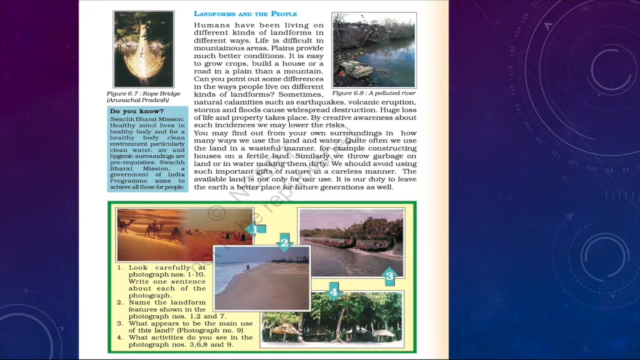 LANDFORMS AND THE PEOPLE
Humans have been living on
different kinds of landforms in
different ways. Life is difficult in
mountainous areas. Plains provide
much better conditions. It is easy
to grow crops, build a house or a
road in a plain than a mountain.
Can you point out some differences
in the ways people live on different
kinds of landforms? Sometimes,
natural calamities such as earthquakes, volcanic eruption,
storms and floods cause widespread destruction. Huge loss
of life and property takes place. By creative awareness about
such incidences we may lower the risks.
You may find out from your own surroundings in how
many ways we use the land and water. Quite often we use
the land in a wasteful manner, for example constructing
houses on a fertile land. Similarly we throw garbage on
land or in water making them dirty. We should avoid using
such important gifts of nature in a careless manner. The
available land is not only for our use. It is our duty to leave
the earth a better place for future generations as well.
Figure 6.7 : Rope Bridge
(Arunachal Pradesh)
Figure 6.8 : A polluted river
Do you know?
Swachh Bharat Mission:
Healthy mind lives in
healthy body and for a
healthy body clean
environment particularly
clean water, air and
hygienic surroundings are
pre-requisites. Swachh
Bharat Mission, a
government of India
Programme aims to
achieve all these for people.
1
2
3
4
1. Look carefully at
photograph nos. 1-10.
Write one sentence
about each of the
photograph.
2. Name the landform
features shown in the
photograph nos. 1,2 and 7.
3. What appears to be the main use
of this land? (Photograph no. 9)
4. What activities do you see in the
photograph nos. 3,6,8 and 9.